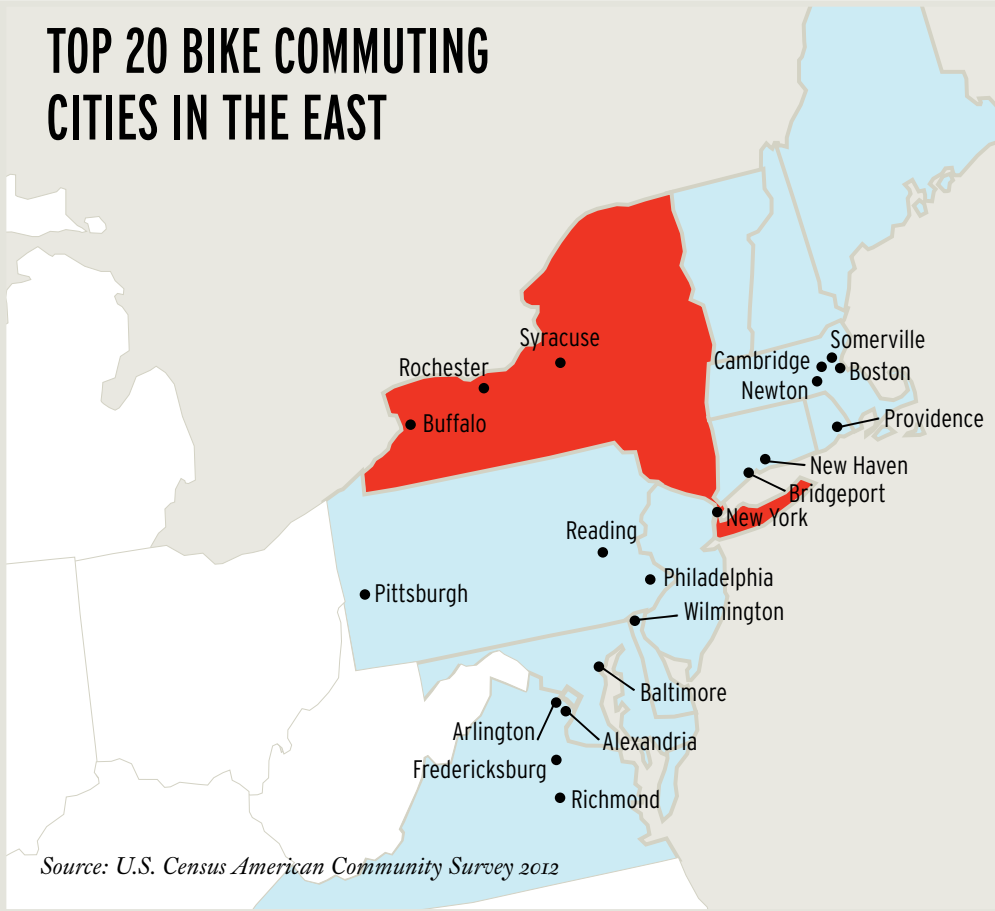 TOP 20 BIKE COMMUTING
CITIES IN THE EAST
Syracuse
Rochester
Buffalo
Somerville
Cambridge
Boston
Newton
Providence
New Haven
Bridgeport
New York
Reading
Philadelphia
Pittsburgh
Wilmington
Baltimore
Arlington
Alexandria
Fredericksburg
Richmond
Source: U.S. Census American Community Survey 2012